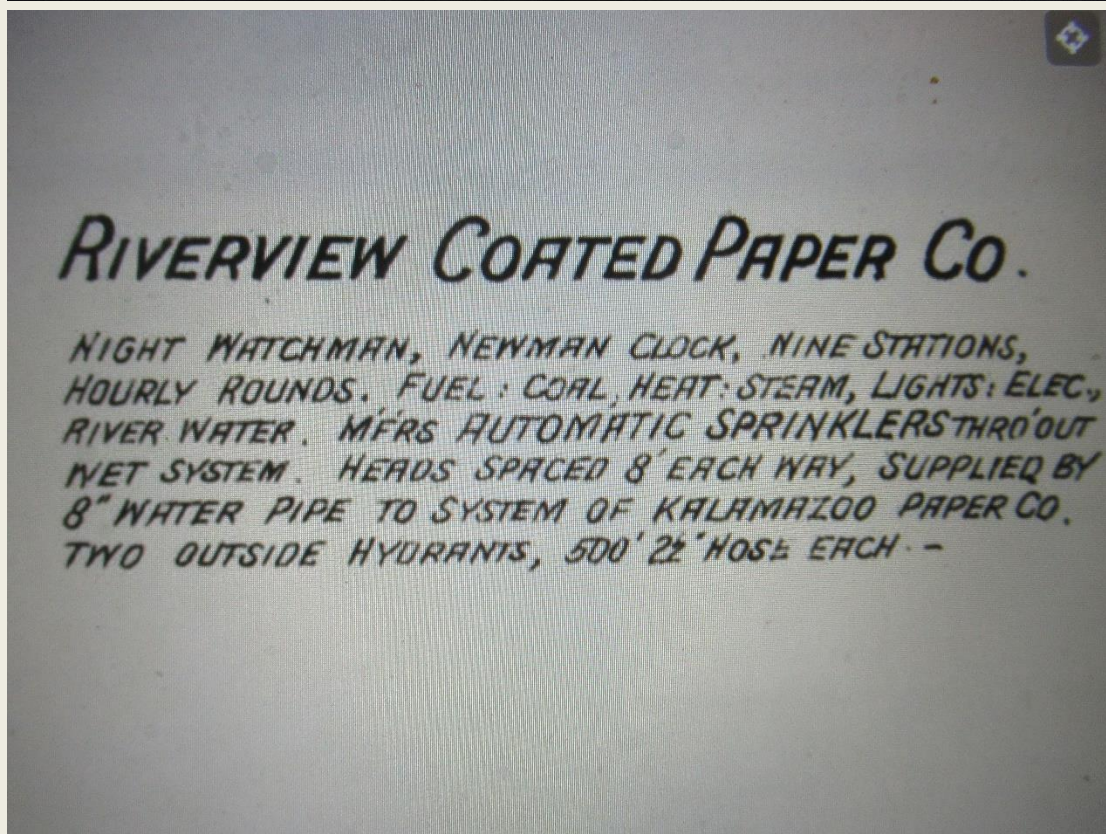 RIVERVIEW COATED PAPER CO.
NIGHT WATCHMAN, NEWMAN CLOCK, NINE STATIONS,
HOURLY ROUNDS. FUEL: COAL, HEAT: STEAM, LIGHTS: ELEC.,
RIVER WATER. M'F'RS AUTOMATIC SPRINKLERS THRO'OUT
WET SYSTEM. HEADS SPACED 8' EACH WAY, SUPPLIED BY
8" WATER PIPE TO SYSTEM OF KALAMAZOO PAPER CO.
TWO OUTSIDE HYDRANTS, 500' 2½" HOSE EACH. –